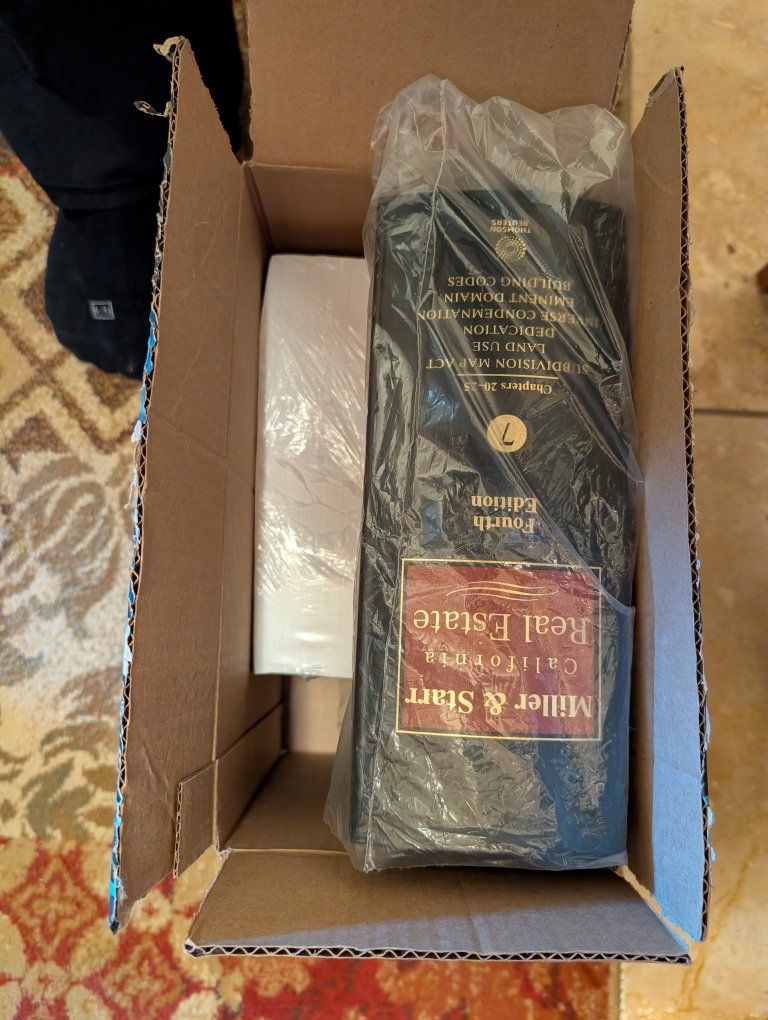 Miller & Starr
California
Real Estate
Fourth
Edition
7
Chapters 20–25
SUBDIVISION MAP ACT
LAND USE
DEDICATION
INVERSE CONDEMNATION
EMINENT DOMAIN
BUILDING CODES
THOMSON
REUTERS